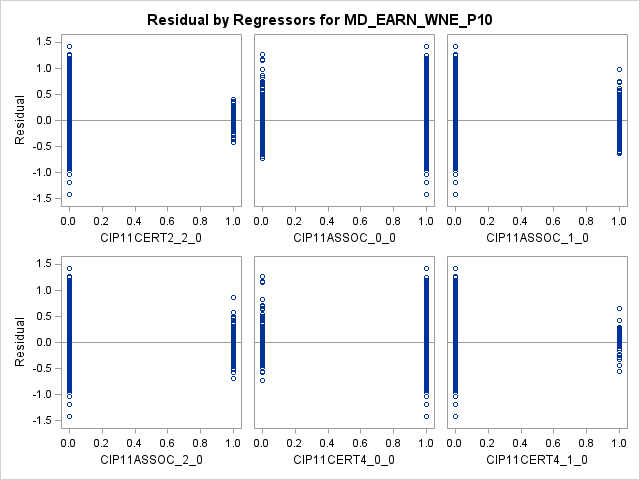 Residual by Regressors for MD_EARN_WNE_P10
1.5
1.0
0.5
0.0
-0.5
-1.0
-1.5
Residual
0.0 0.2 0.4 0.6 0.8 1.0
CIP11CERT2_2_0
0.0 0.2 0.4 0.6 0.8 1.0
CIP11ASSOC_0_0
0.0 0.2 0.4 0.6 0.8 1.0
CIP11ASSOC_1_0
1.5
1.0
0.5
0.0
-0.5
-1.0
-1.5
Residual
0.0 0.2 0.4 0.6 0.8 1.0
CIP11ASSOC_2_0
0.0 0.2 0.4 0.6 0.8 1.0
CIP11CERT4_0_0
0.0 0.2 0.4 0.6 0.8 1.0
CIP11CERT4_1_0